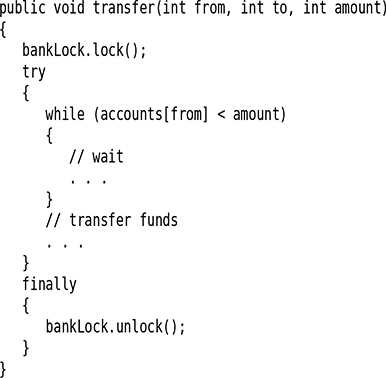 public void transfer(int from, int to, int amount)
{
   bankLock.lock();
   try
   {
      while (accounts[from] < amount)
      {
         // wait
         . . .
      }
      // transfer funds
      . . .
   }
   finally
   {
      bankLock.unlock();
   }
}